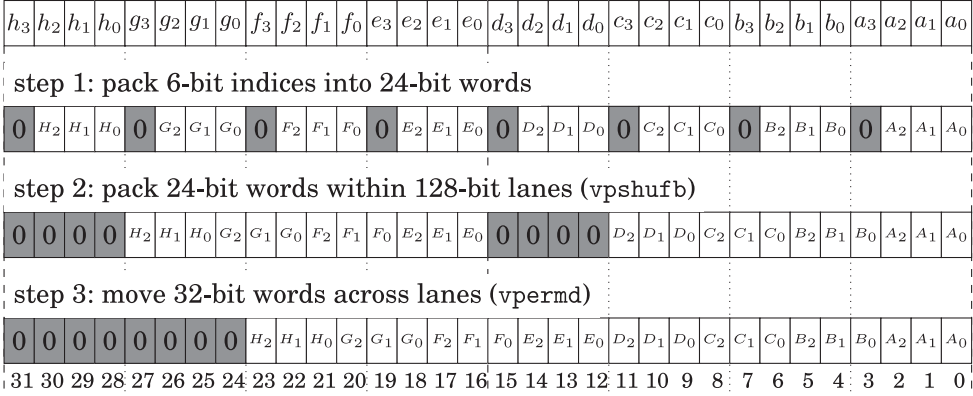 h3 h2 h1 h0 g3 g2 g1 g0 f3 f2 f1 f0 e3 e2 e1 e0 d3 d2 d1 d0 c3 c2 c1 c0 b3 b2 b1 b0 a3 a2 a1 a0
step 1: pack 6-bit indices into 24-bit words
0 H2 H1 H0 0 G2 G1 G0 0 F2 F1 F0 0 E2 E1 E0 0 D2 D1 D0 0 C2 C1 C0 0 B2 B1 B0 0 A2 A1 A0
step 2: pack 24-bit words within 128-bit lanes (vpshufb)
0 0 0 0 H2 H1 H0 G2 G1 G0 F2 F1 F0 E2 E1 E0 0 0 0 0 D2 D1 D0 C2 C1 C0 B2 B1 B0 A2 A1 A0
step 3: move 32-bit words across lanes (vpermd)
0 0 0 0 0 0 0 0 H2 H1 H0 G2 G1 G0 F2 F1 F0 E2 E1 E0 D2 D1 D0 C2 C1 C0 B2 B1 B0 A2 A1 A0
31 30 29 28 27 26 25 24 23 22 21 20 19 18 17 16 15 14 13 12 11 10 9 8 7 6 5 4 3 2 1 0